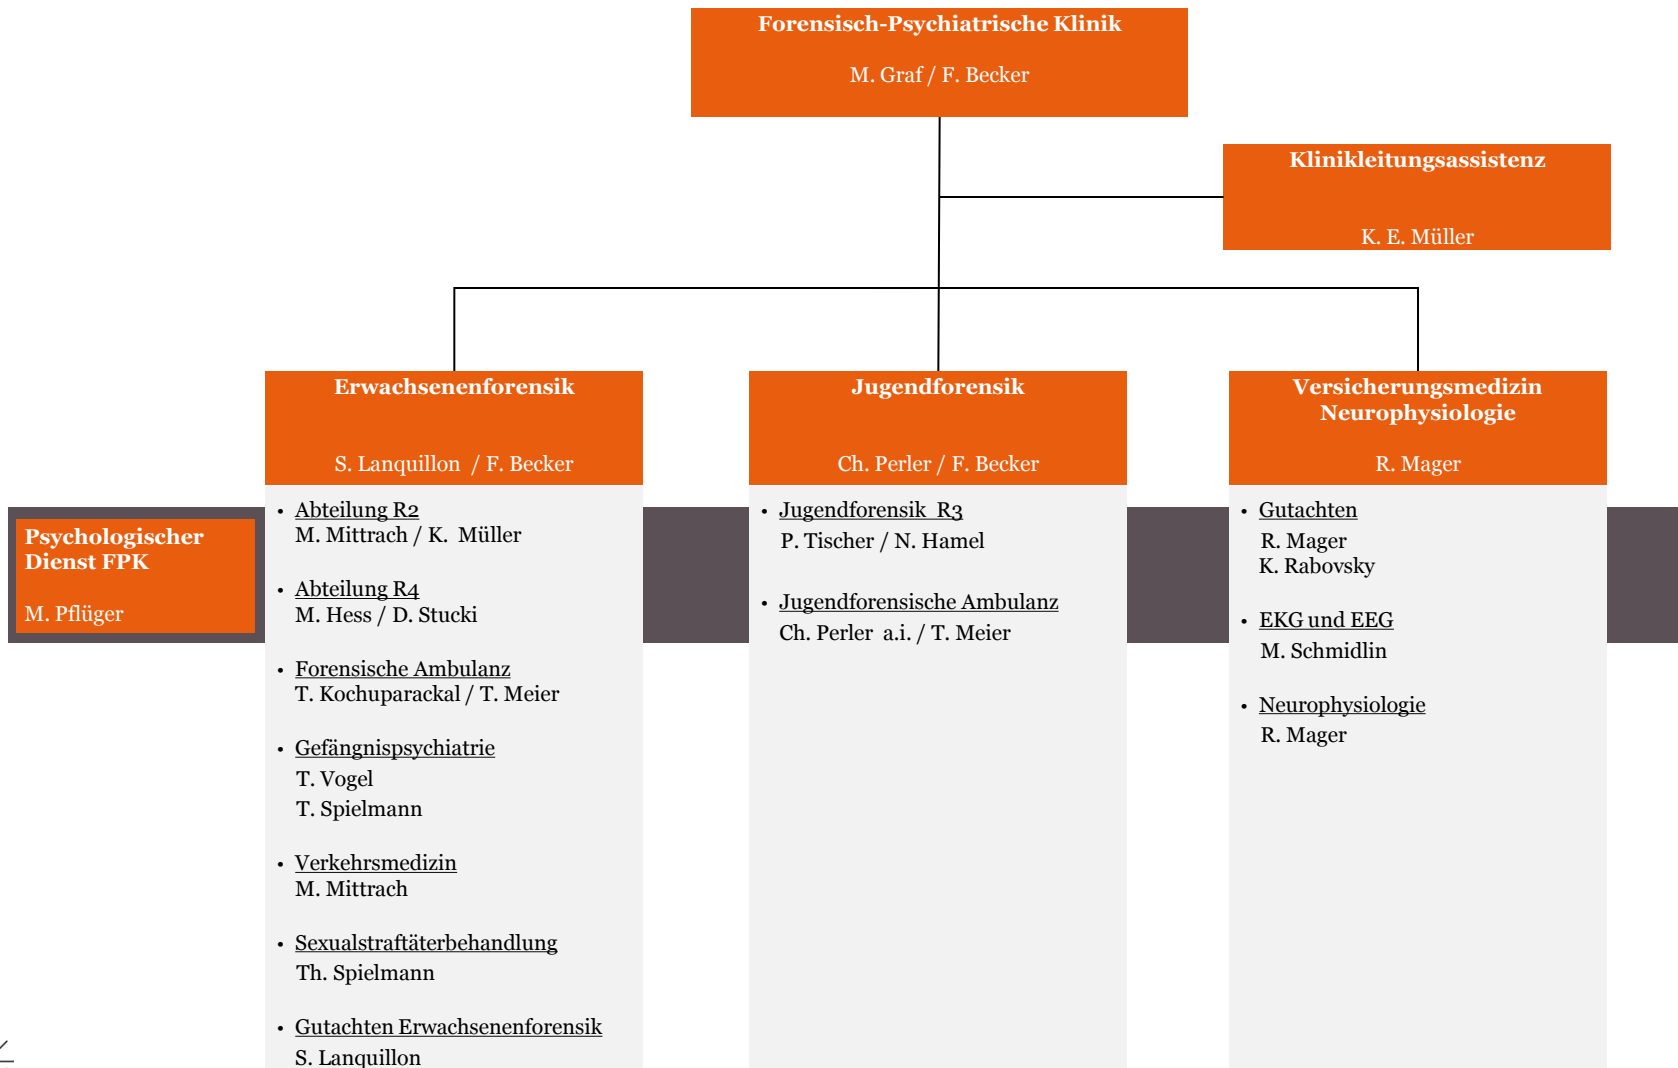 Forensisch-Psychiatrische Klinik
M. Graf / F. Becker
Klinikleitungsassistenz
K. E. Müller
Erwachsenenforensik
S. Lanquillon / F. Becker
Jugendforensik
Ch. Perler / F. Becker
Versicherungsmedizin
Neurophysiologie
R. Mager
Psychologischer
Dienst FPK
M. Pflüger
• Abteilung R2
M. Mittrach / K. Müller
• Abteilung R4
M. Hess / D. Stucki
• Forensische Ambulanz
T. Kochuparackal / T. Meier
• Gefängnispsychiatrie
T. Vogel
T. Spielmann
• Verkehrsmedizin
M. Mittrach
• Sexualstraftäterbehandlung
Th. Spielmann
• Gutachten Erwachsenenforensik
S. Lanquillon
• Jugendforensik R3
P. Tischer / N. Hamel
• Jugendforensische Ambulanz
Ch. Perler a.i. / T. Meier
• Gutachten
R. Mager
K. Rabovsky
• EKG und EEG
M. Schmidlin
• Neurophysiologie
R. Mager